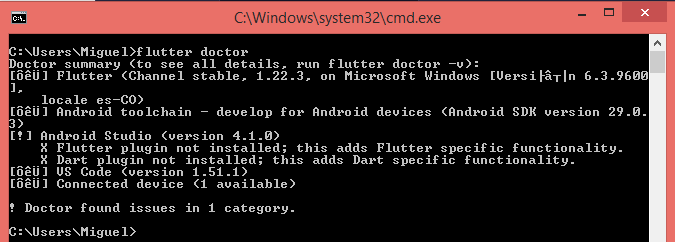 C:\Windows\system32\cmd.exe
C:\Users\Miguel>flutter doctor
Doctor summary (to see all details, run flutter doctor -v):
[ÔêÜ] Flutter (Channel stable, 1.22.3, on Microsoft Windows [Versi├â┬│n 6.3.9600
],
locale es-CO)
[ÔêÜ] Android toolchain - develop for Android devices (Android SDK version 29.0.
3)
[!] Android Studio (version 4.1.0)
X Flutter plugin not installed; this adds Flutter specific functionality.
X Dart plugin not installed; this adds Dart specific functionality.
[ÔêÜ] VS Code (version 1.51.1)
[ÔêÜ] Connected device (1 available)
! Doctor found issues in 1 category.
C:\Users\Miguel>